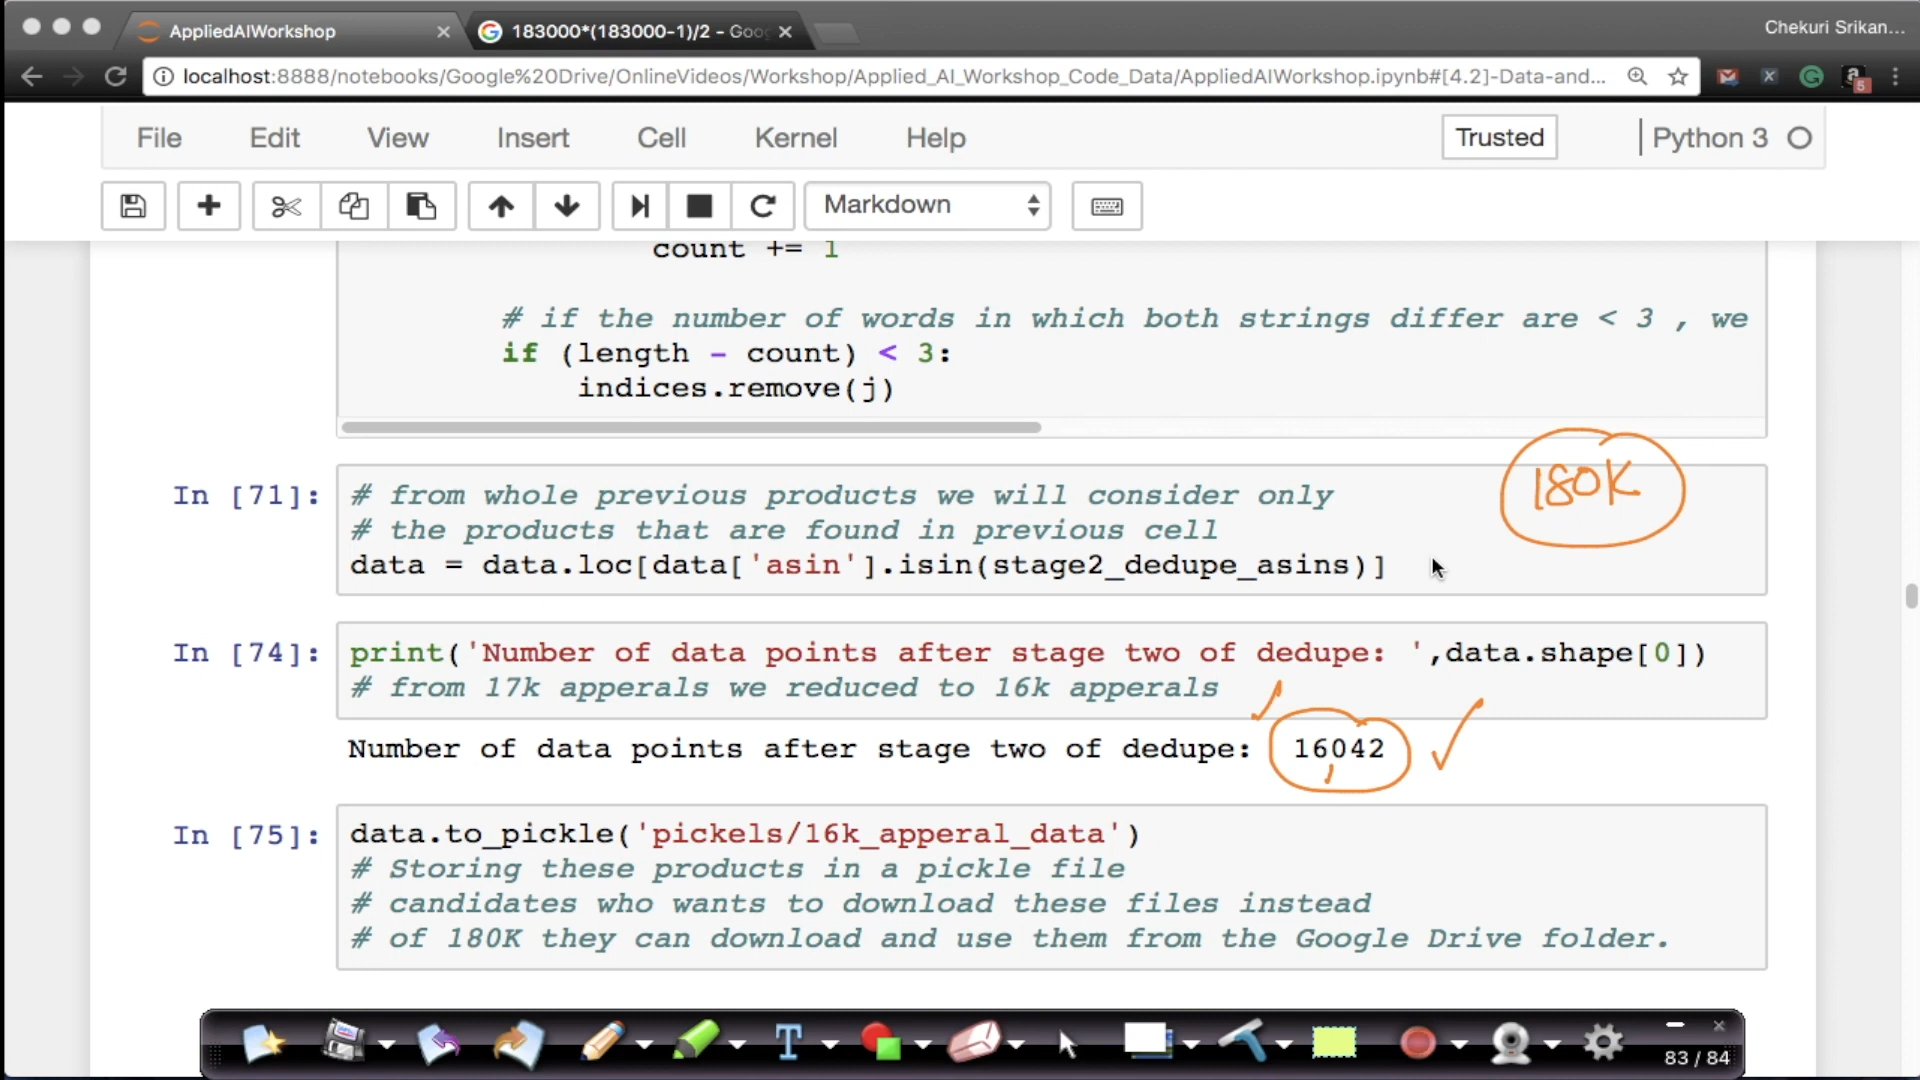 AppliedAIWorkshop
183000*(183000-1)/2 - Goo
Chekuri Srikan...
localhost:8888/notebooks/Google%20Drive/OnlineVideos/Workshop/Applied_AI_Workshop_Code_Data/AppliedAIWorkshop.ipynb#[4.2]-Data-and...
5
File Edit View Insert Cell Kernel Help
Trusted
Python 3
Markdown
count += 1
# if the number of words in which both strings differ are < 3 , we
if (length - count) < 3:
indices.remove(j)
180K
In [71]:
# from whole previous products we will consider only
# the products that are found in previous cell
data = data.loc[data['asin'].isin(stage2_dedupe_asins)]
In [74]:
print('Number of data points after stage two of dedupe: ',data.shape[0])
# from 17k apperals we reduced to 16k apperals
Number of data points after stage two of dedupe: 16042
In [75]:
data.to_pickle('pickels/16k_apperal_data')
# Storing these products in a pickle file
# candidates who wants to download these files instead
# of 180K they can download and use them from the Google Drive folder.
83 / 84